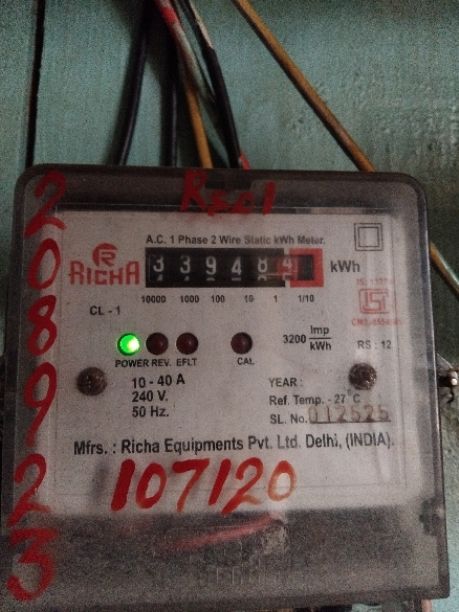 Rsc1
A.C. 1 Phase 2 Wire Static kWh Meter.
R
RICHA
339484 kWh
10000 1000 100 10 1 1/10
CL - 1
3200 Imp/kWh
RS : 12
POWER REV. EFLT CAL
10 - 40 A
240 V.
50 Hz.
YEAR :
Ref. Temp. - 27°C
SL. No. 012525
Mfrs. : Richa Equipments Pvt. Ltd. Delhi, (INDIA).
107120
208923